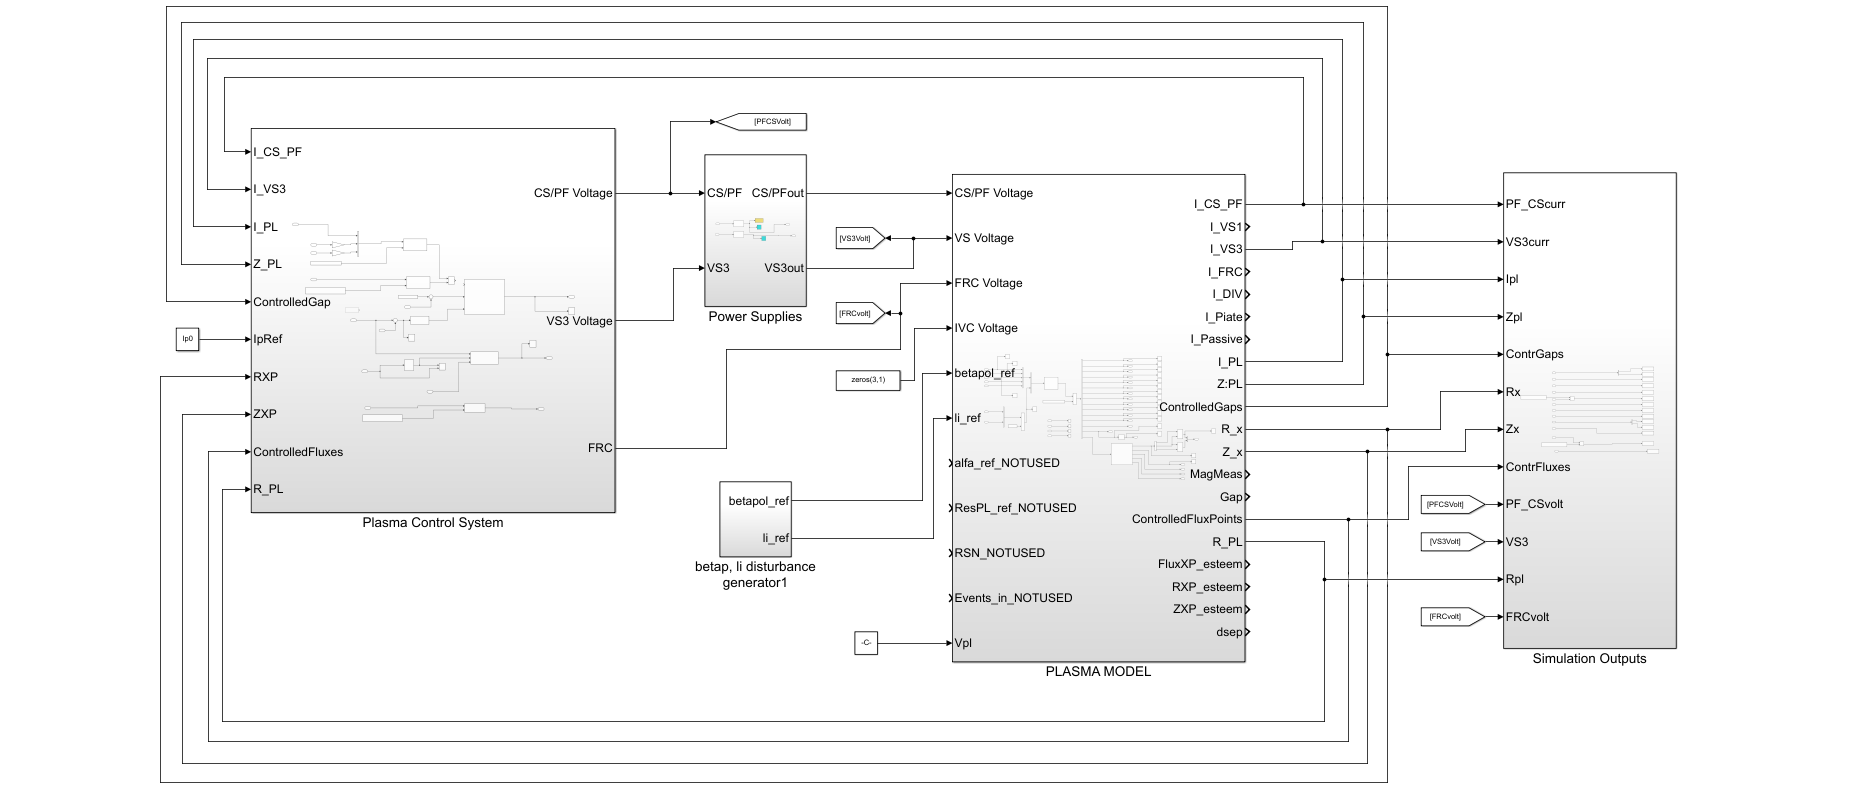 [PFCSVolt]
I_CS_PF
I_VS3
I_PL
Z_PL
ControlledGap
IpRef
RXP
ZXP
ControlledFluxes
R_PL
Ip0
CS/PF Voltage
VS3 Voltage
FRC
Plasma Control System
CS/PF
CS/PFout
VS3
VS3out
Power Supplies
[VS3Volt]
[FRCvolt]
zeros(3,1)
betapol_ref
li_ref
betap, li disturbance
generator1
-C-
CS/PF Voltage
VS Voltage
FRC Voltage
IVC Voltage
betapol_ref
li_ref
alfa_ref_NOTUSED
ResPL_ref_NOTUSED
RSN_NOTUSED
Events_in_NOTUSED
Vpl
I_CS_PF
I_VS1
I_VS3
I_FRC
I_DIV
I_Piate
I_Passive
I_PL
Z:PL
ControlledGaps
R_x
Z_x
MagMeas
Gap
ControlledFluxPoints
R_PL
FluxXP_esteem
RXP_esteem
ZXP_esteem
dsep
PLASMA MODEL
[PFCSVolt]
[VS3Volt]
[FRCvolt]
PF_CScurr
VS3curr
Ipl
Zpl
ContrGaps
Rx
Zx
ContrFluxes
PF_CSvolt
VS3
Rpl
FRCvolt
Simulation Outputs